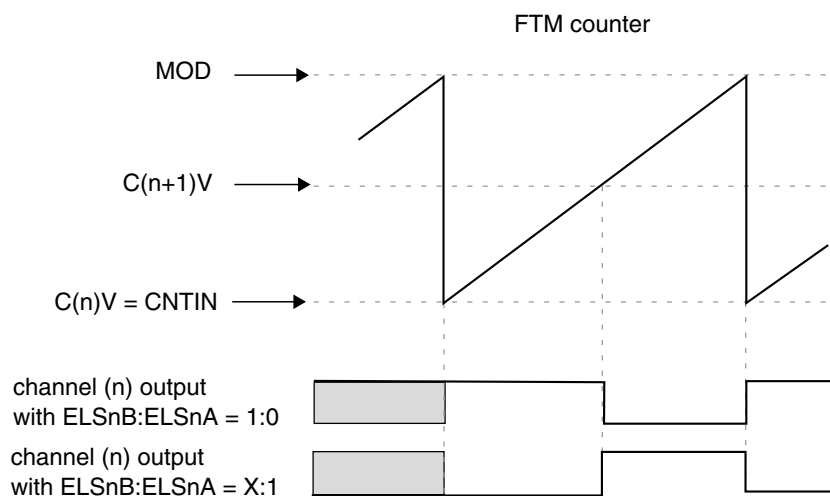 FTM counter
MOD
C(n+1)V
C(n)V = CNTIN
channel (n) output
with ELSnB:ELSnA = 1:0
channel (n) output
with ELSnB:ELSnA = X:1